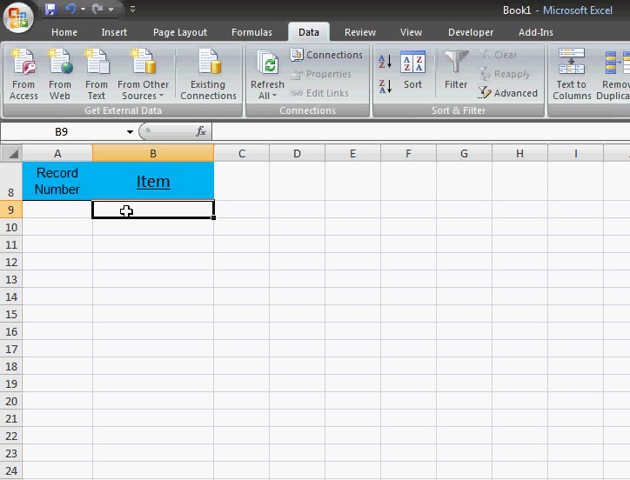 Book1 - Microsoft Excel
Home Insert Page Layout Formulas Data Review View Developer Add-Ins
From Access
From Web
From Text
From Other Sources
Existing Connections
Get External Data
Refresh All
Connections
Properties
Edit Links
Connections
Sort
Filter
Clear
Reapply
Advanced
Sort & Filter
Text to Columns
B9 fx
A B C D E F G H I
8 Record Number Item
9
10
11
12
13
14
15
16
17
18
19
20
21
22
23
24